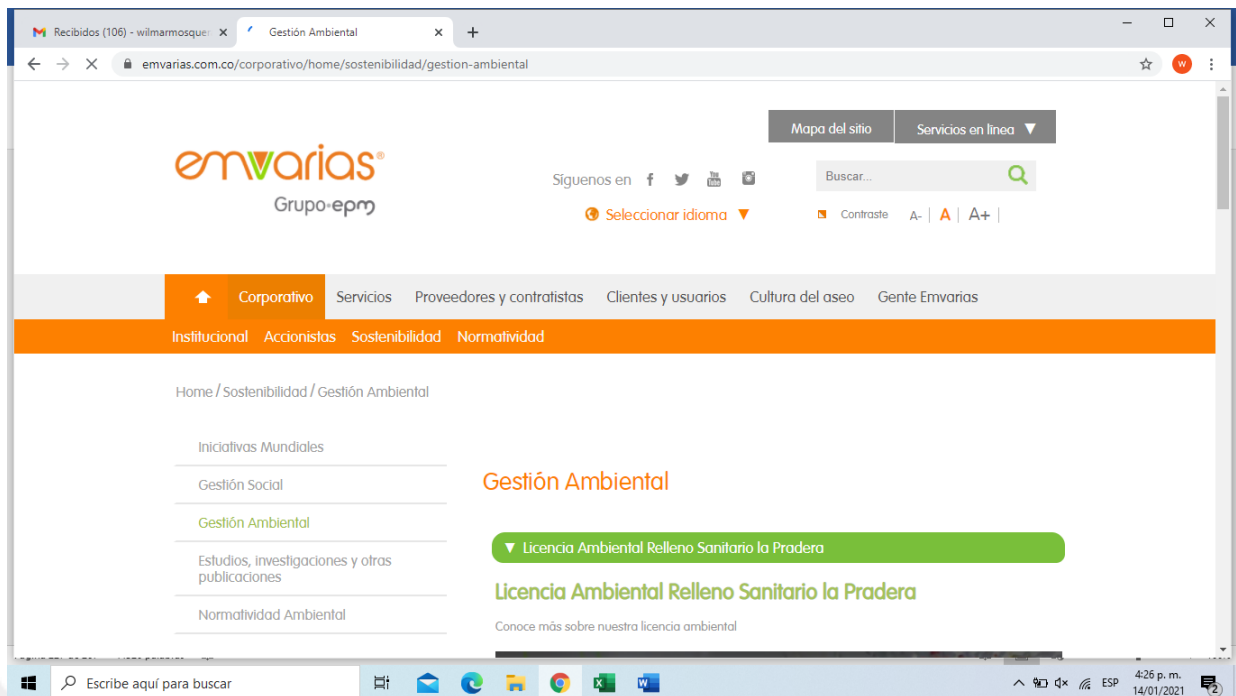 Recibidos (106) - wilmarmosquer
Gestión Ambiental
emvarias.com.co/corporativo/home/sostenibilidad/gestion-ambiental
W
Mapa del sitio
Servicios en línea ▼
emvarias®
Grupo·epm
Síguenos en
You Tube
Buscar...
Seleccionar idioma ▼
Contraste
A- | A | A+ |
Corporativo
Servicios
Proveedores y contratistas
Clientes y usuarios
Cultura del aseo
Gente Emvarias
Institucional
Accionistas
Sostenibilidad
Normatividad
Home / Sostenibilidad / Gestión Ambiental
Iniciativas Mundiales
Gestión Social
Gestión Ambiental
Estudios, investigaciones y otras
publicaciones
Normatividad Ambiental
Gestión Ambiental
▼ Licencia Ambiental Relleno Sanitario la Pradera
Licencia Ambiental Relleno Sanitario la Pradera
Conoce más sobre nuestra licencia ambiental
Escribe aquí para buscar
ESP
4:26 p. m.
14/01/2021
2